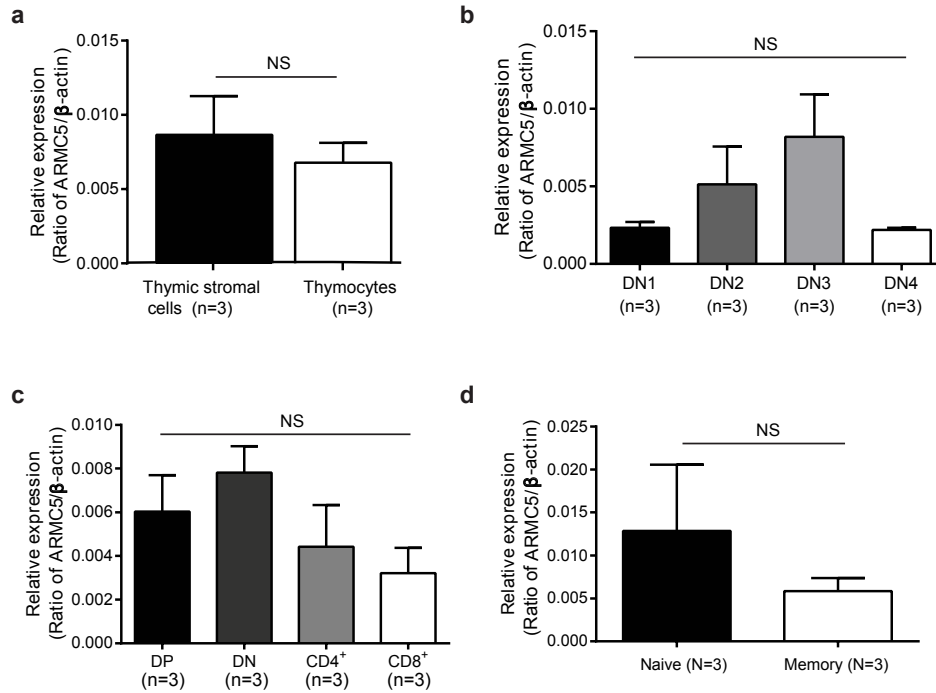 a
Relative expression
(Ratio of ARMC5/β-actin)
0.015
0.010
0.005
0.000
NS
Thymic stromal
cells (n=3)
Thymocytes
(n=3)
b
Relative expression
(Ratio of ARMC5/β-actin)
0.015
0.010
0.005
0.000
NS
DN1
(n=3)
DN2
(n=3)
DN3
(n=3)
DN4
(n=3)
c
Relative expression
(Ratio of ARMC5/β-actin)
0.010
0.008
0.006
0.004
0.002
0.000
NS
DP
(n=3)
DN
(n=3)
CD4+
(n=3)
CD8+
(n=3)
d
Relative expression
(Ratio of ARMC5/β-actin)
0.025
0.020
0.015
0.010
0.005
0.000
NS
Naive (N=3)
Memory (N=3)